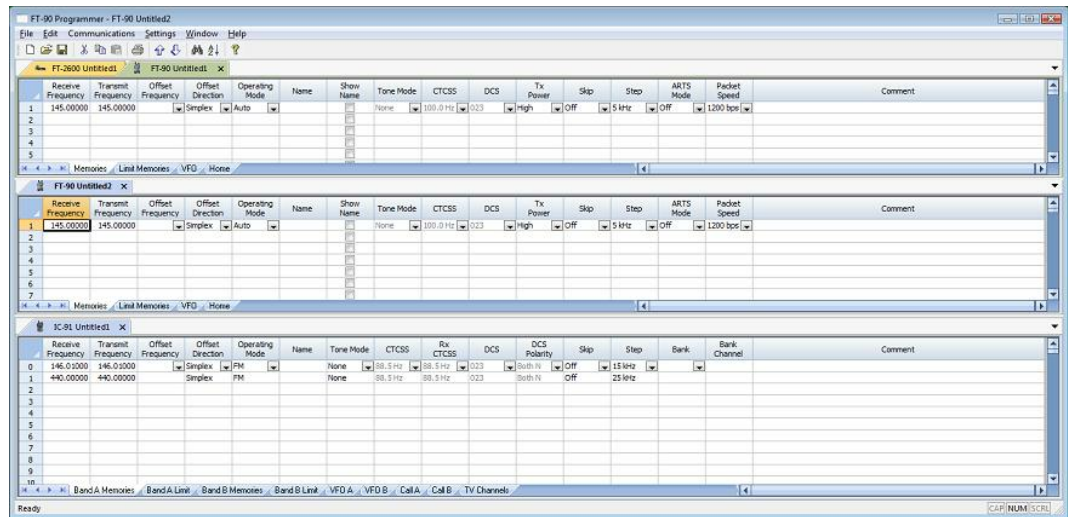 FT-90 Programmer - FT-90 Untitled2
File Edit Communications Settings Window Help
FT-2600 Untitled1 FT-90 Untitled1
Receive Frequency Transmit Frequency Offset Frequency Offset Direction Operating Mode Name Show Name Tone Mode CTCSS DCS Tx Power Skip Step ARTS Mode Packet Speed Comment
1 145.00000 145.00000 Simplex Auto None 100.0 Hz 023 High Off 5 kHz Off 1200 bps
2
3
4
5
Memories Limit Memories VFO Home
FT-90 Untitled2
Receive Frequency Transmit Frequency Offset Frequency Offset Direction Operating Mode Name Show Name Tone Mode CTCSS DCS Tx Power Skip Step ARTS Mode Packet Speed Comment
1 145.00000 145.00000 Simplex Auto None 100.0 Hz 023 High Off 5 kHz Off 1200 bps
2
3
4
5
6
7
Memories Limit Memories VFO Home
IC-91 Untitled1
Receive Frequency Transmit Frequency Offset Frequency Offset Direction Operating Mode Name Tone Mode CTCSS Rx CTCSS DCS DCS Polarity Skip Step Bank Bank Channel Comment
0 146.01000 146.01000 Simplex FM None 88.5 Hz 88.5 Hz 023 Both N Off 15 kHz
1 440.00000 440.00000 Simplex FM None 88.5 Hz 88.5 Hz 023 Both N Off 25 kHz
2
3
4
5
6
7
8
9
10
Band A Memories Band A Limit Band B Memories Band B Limit VFO A VFO B Call A Call B TV Channels
Ready CAP NUM SCRL